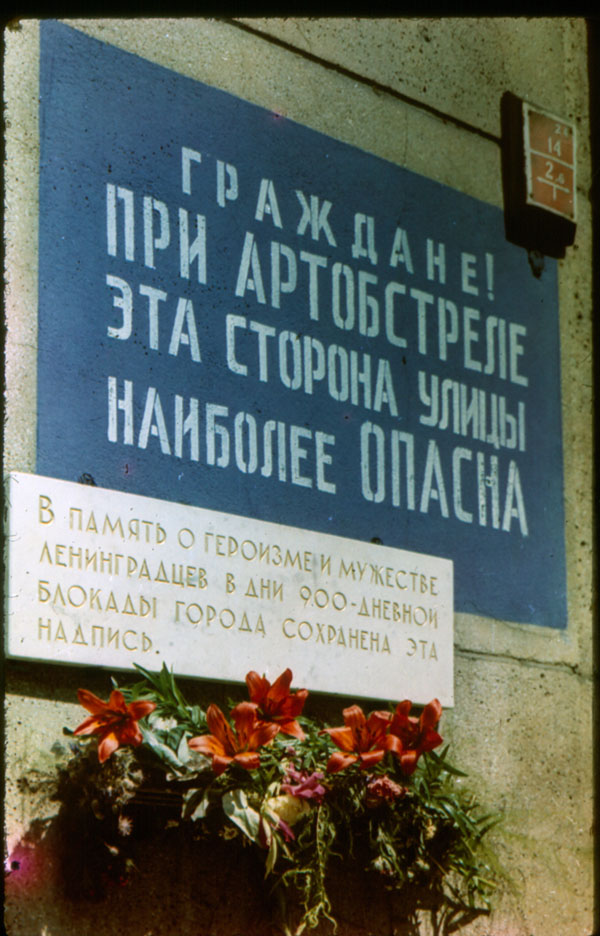 ГРАЖДАНЕ!
ПРИ АРТОБСТРЕЛЕ
ЭТА СТОРОНА УЛИЦЫ
НАИБОЛЕЕ ОПАСНА
В ПАМЯТЬ О ГЕРОИЗМЕ И МУЖЕСТВЕ
ЛЕНИНГРАДЦЕВ В ДНИ 900-ДНЕВНОЙ
БЛОКАДЫ ГОРОДА СОХРАНЕНА ЭТА
НАДПИСЬ.
14
1